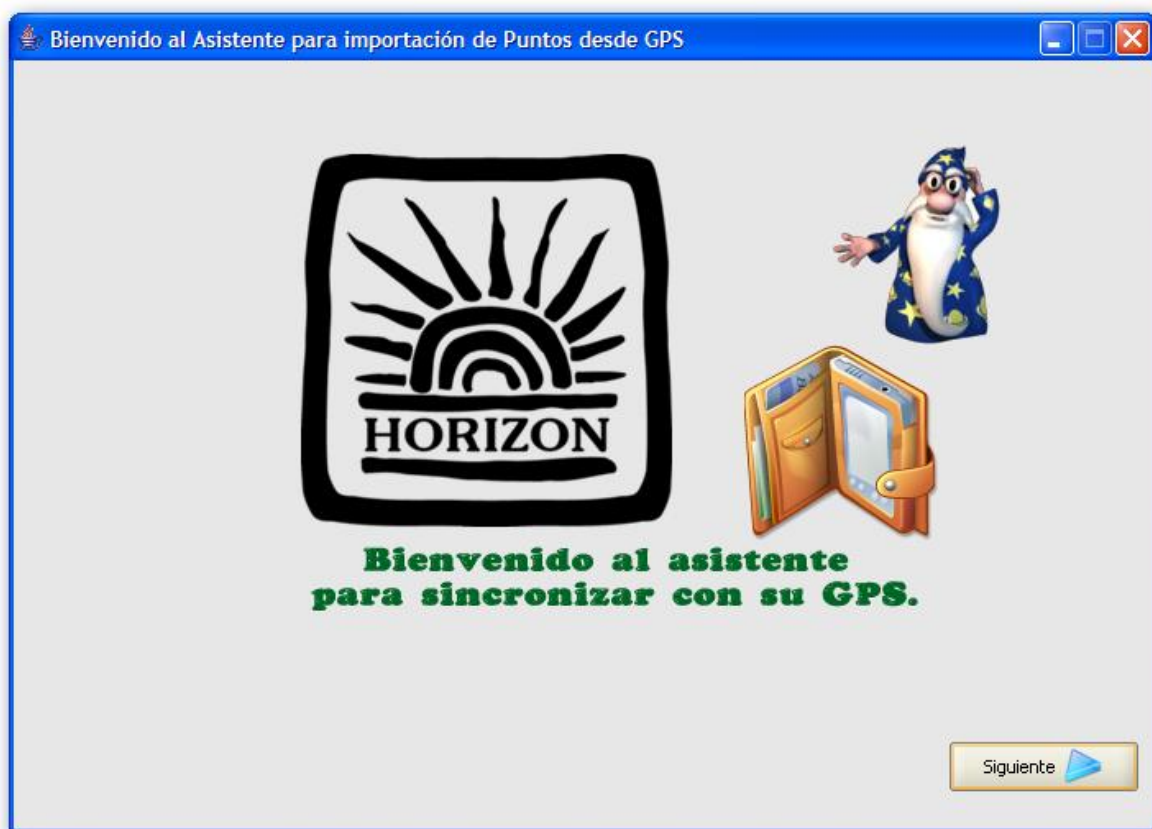 Bienvenido al Asistente para importación de Puntos desde GPS
HORIZON
Bienvenido al asistente
para sincronizar con su GPS.
Siguiente